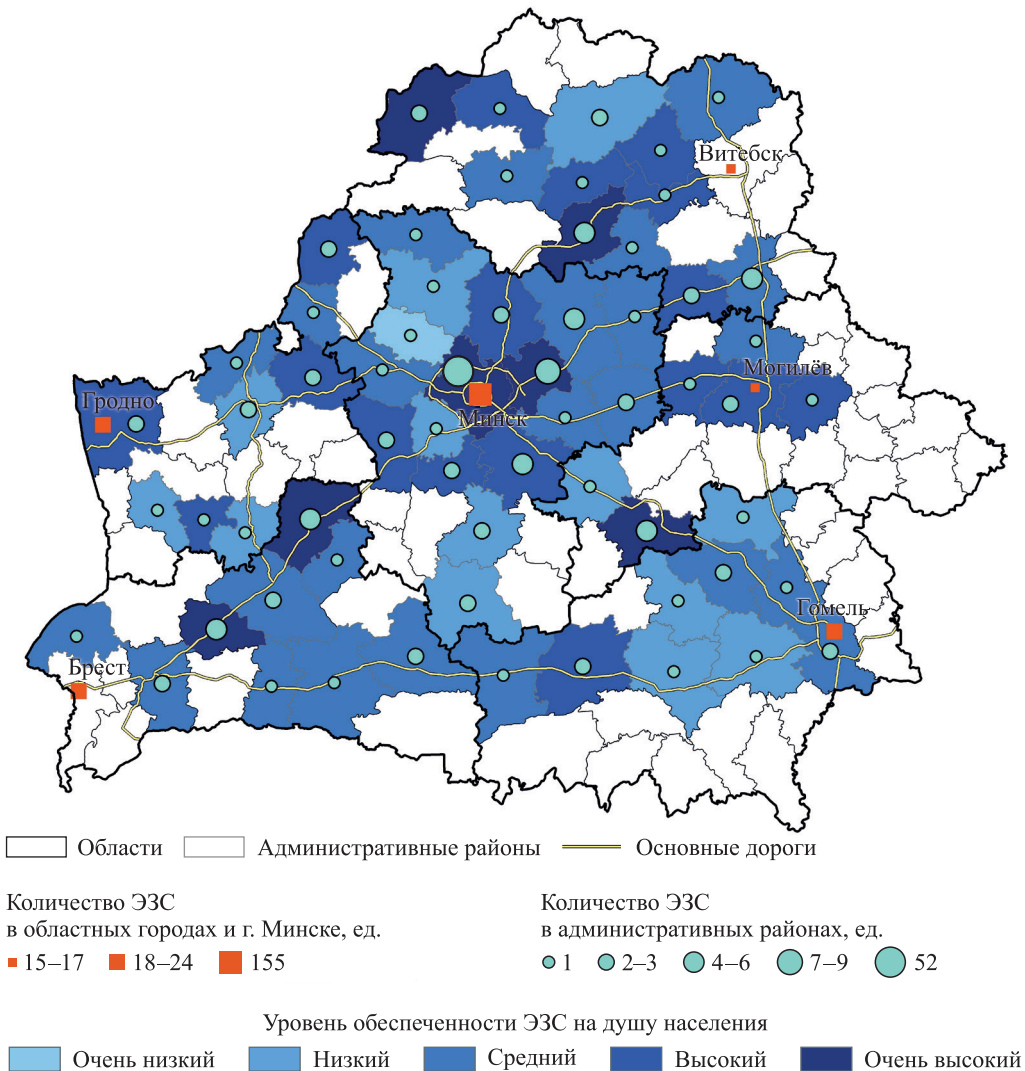 Витебск
Могилёв
Гродно
Минск
Гомель
Брест
Области
Административные районы
Основные дороги
Количество ЭЗС
в областных городах и г. Минске, ед.
15–17
18–24
155
Количество ЭЗС
в административных районах, ед.
1
2–3
4–6
7–9
52
Уровень обеспеченности ЭЗС на душу населения
Очень низкий
Низкий
Средний
Высокий
Очень высокий